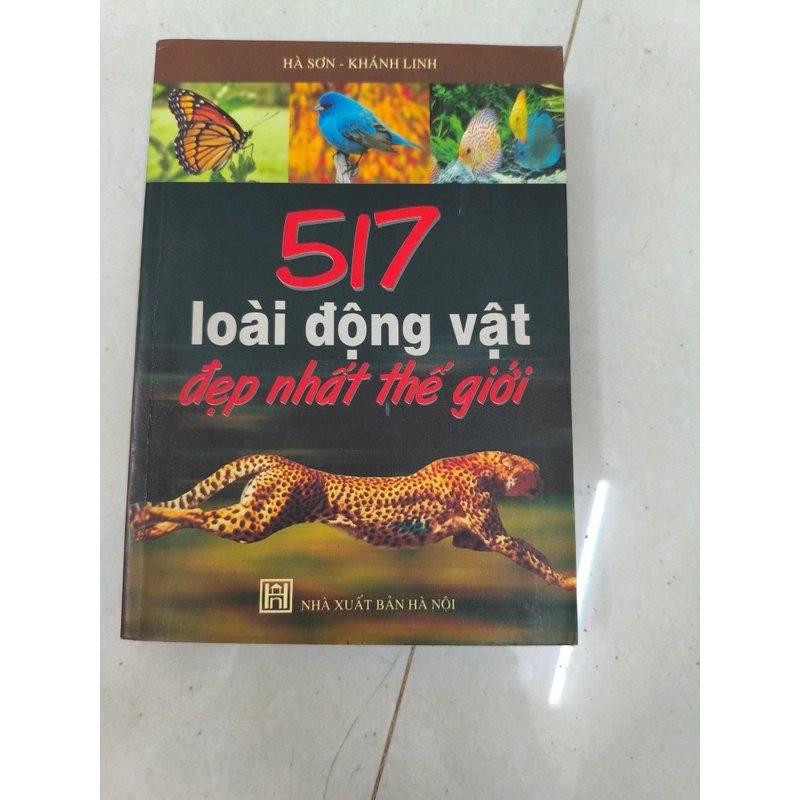 HÀ SƠN - KHÁNH LINH
517
loài động vật
đẹp nhất thế giới
NHÀ XUẤT BẢN HÀ NỘI